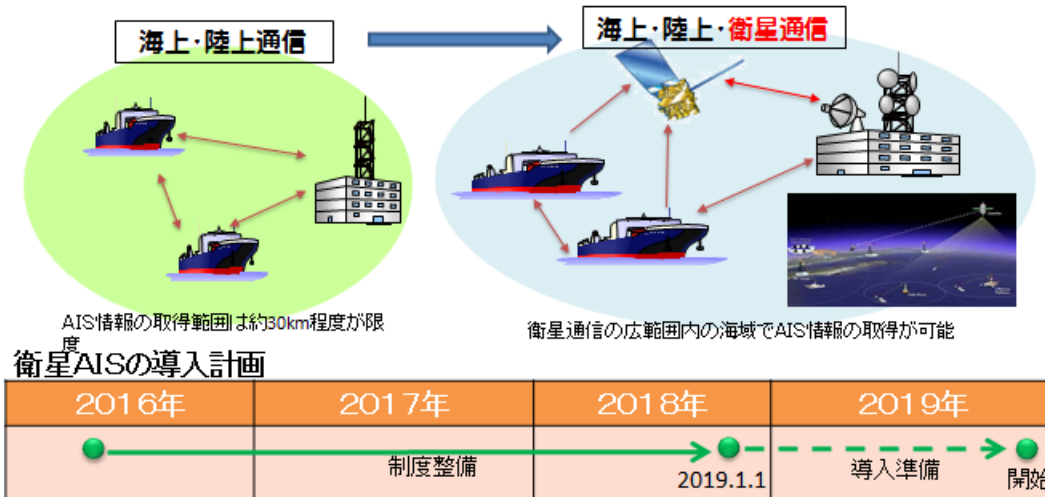 海上・陸上通信
海上・陸上・衛星通信
AIS情報の取得範囲は約30km程度が限
度
衛星通信の広範囲内の海域でAIS情報の取得が可能
衛星AISの導入計画
2016年 2017年 2018年 2019年
制度整備
2019.1.1
導入準備
開始